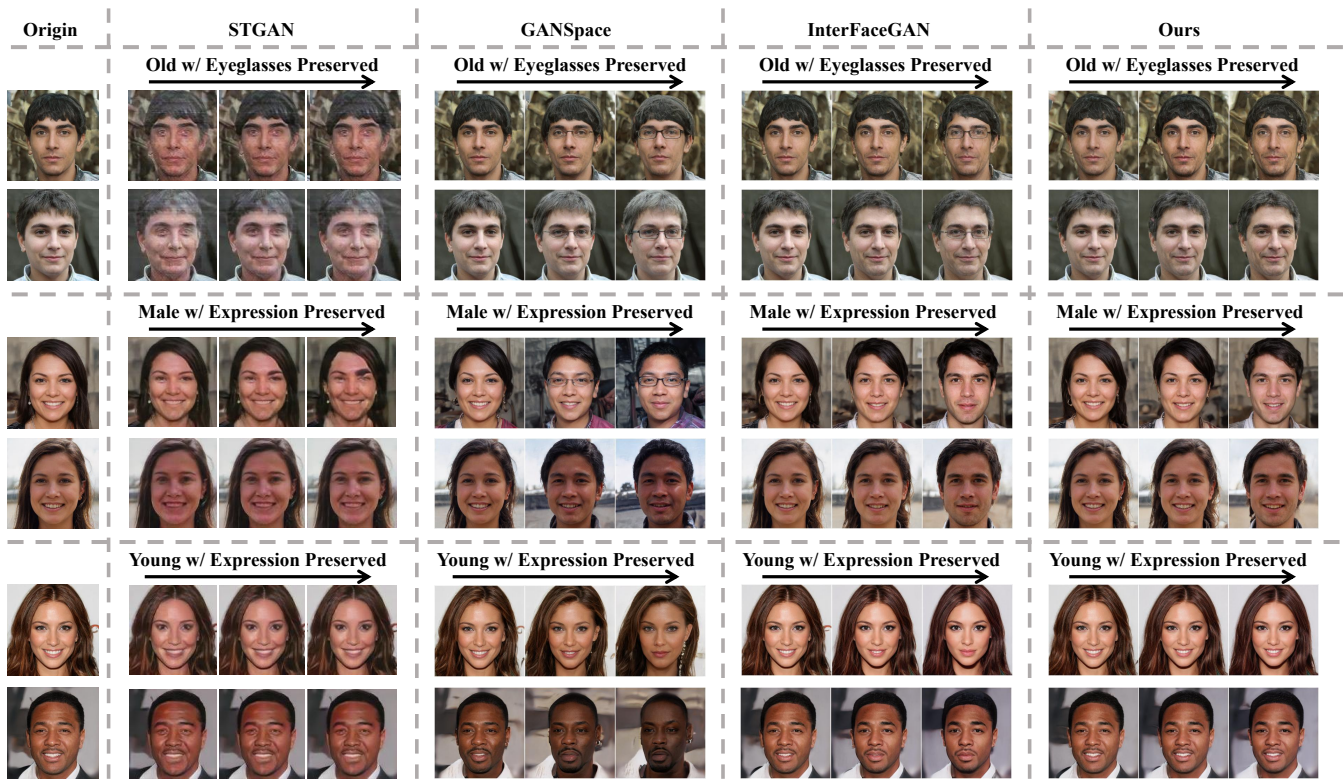 Origin STGAN GANSpace InterFaceGAN Ours
Old w/ Eyeglasses Preserved Old w/ Eyeglasses Preserved Old w/ Eyeglasses Preserved Old w/ Eyeglasses Preserved
Male w/ Expression Preserved Male w/ Expression Preserved Male w/ Expression Preserved Male w/ Expression Preserved
Young w/ Expression Preserved Young w/ Expression Preserved Young w/ Expression Preserved Young w/ Expression Preserved